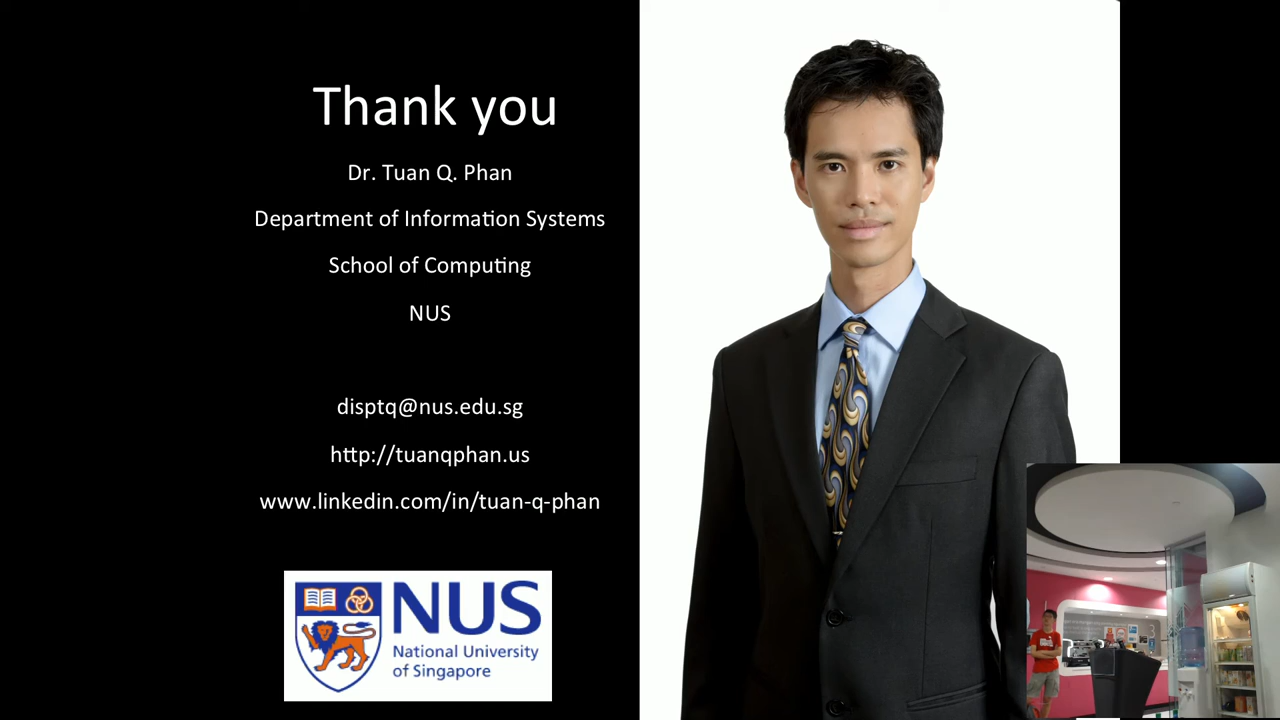 Thank you
Dr. Tuan Q. Phan
Department of Information Systems
School of Computing
NUS
disptq@nus.edu.sg
http://tuanqphan.us
www.linkedin.com/in/tuan-q-phan
NUS
National University
of Singapore